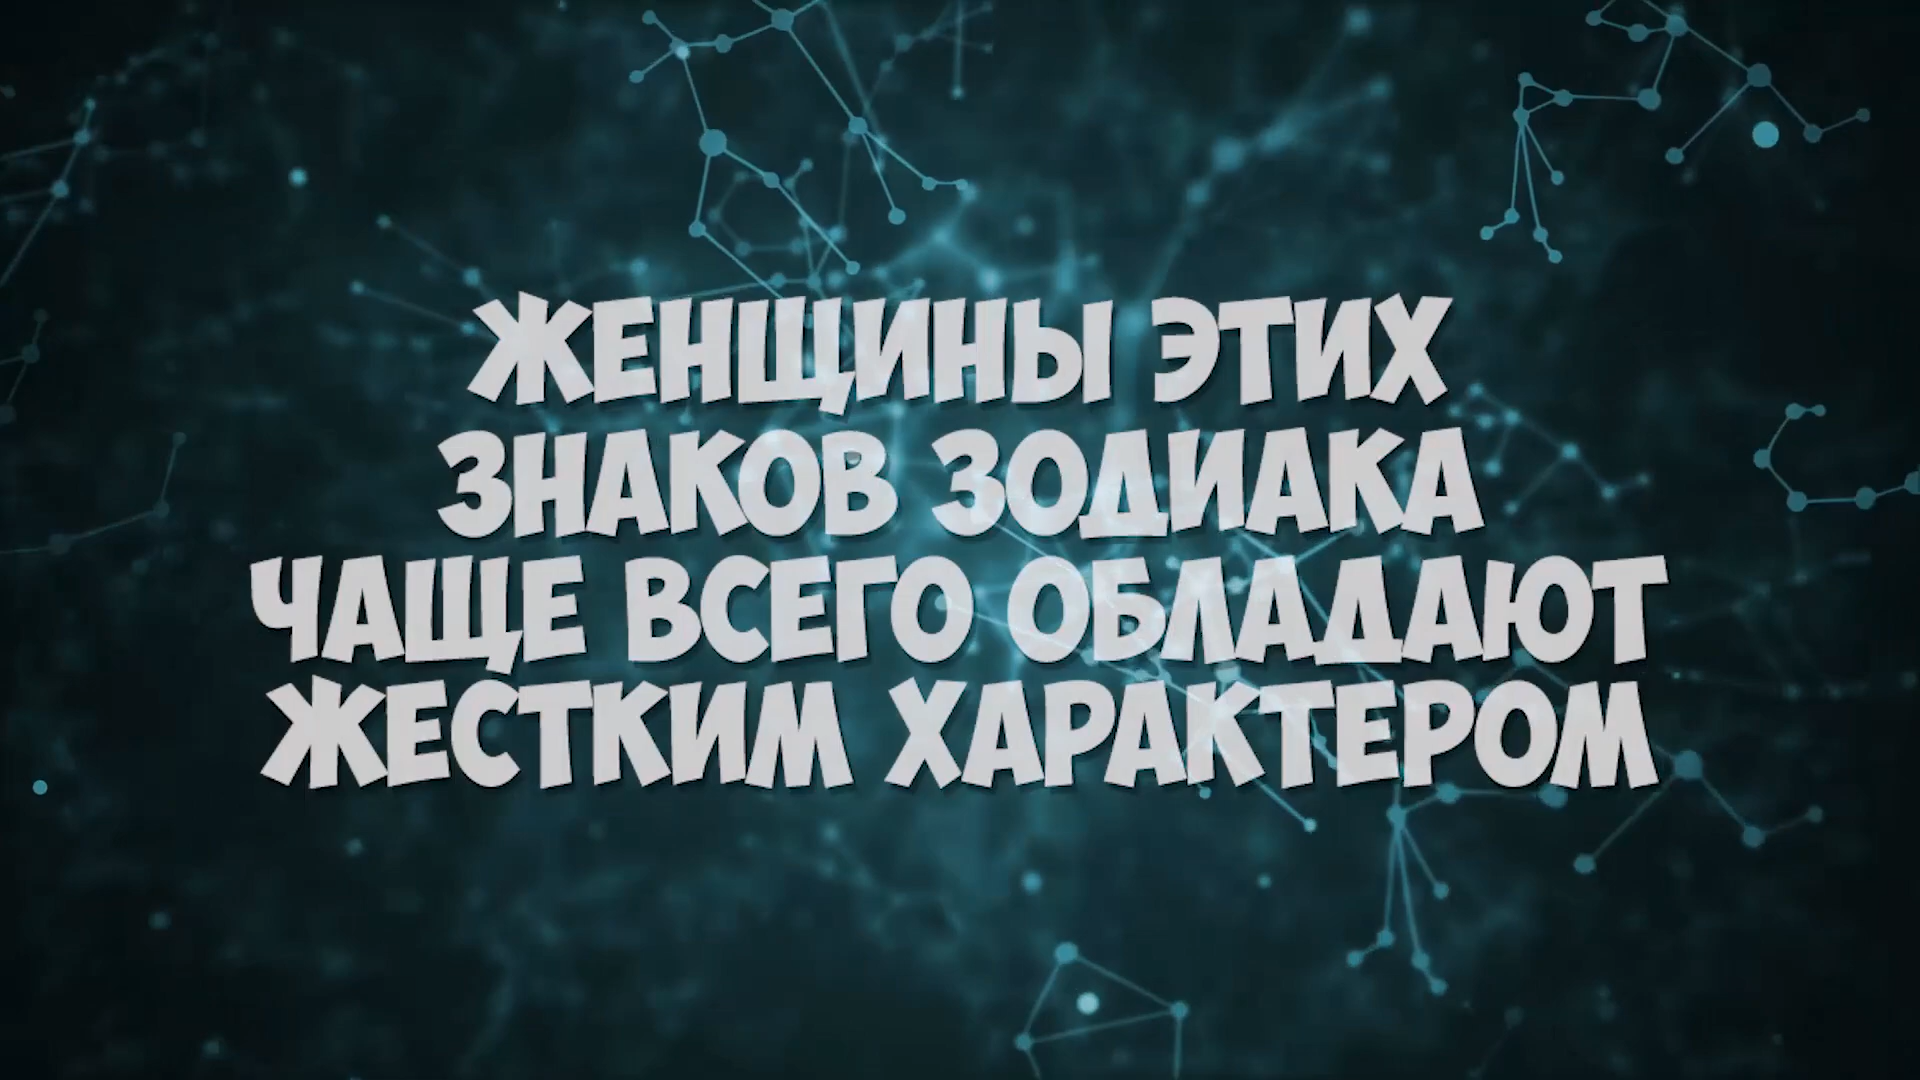 ЖЕНЩИНЫ ЭТИХ
ЗНАКОВ ЗОДИАКА
ЧАЩЕ ВСЕГО ОБЛАДАЮТ
ЖЕСТКИМ ХАРАКТЕРОМ